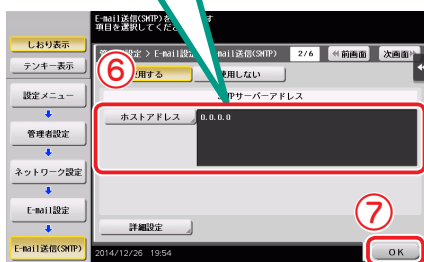 E-mail送信(SMTP)を
項目を選択してくだ
しおり表示
管理者設定 > E-mail設定 > E-mail送信(SMTP) 2/6 前画面 次画面
テンキー表示
⑥
使用する
使用しない
設定メニュー
SMTPサーバーアドレス
ホストアドレス
0.0.0.0
管理者設定
ネットワーク設定
E-mail設定
⑦
詳細設定
E-mail送信(SMTP)
2014/12/26 19:54
OK